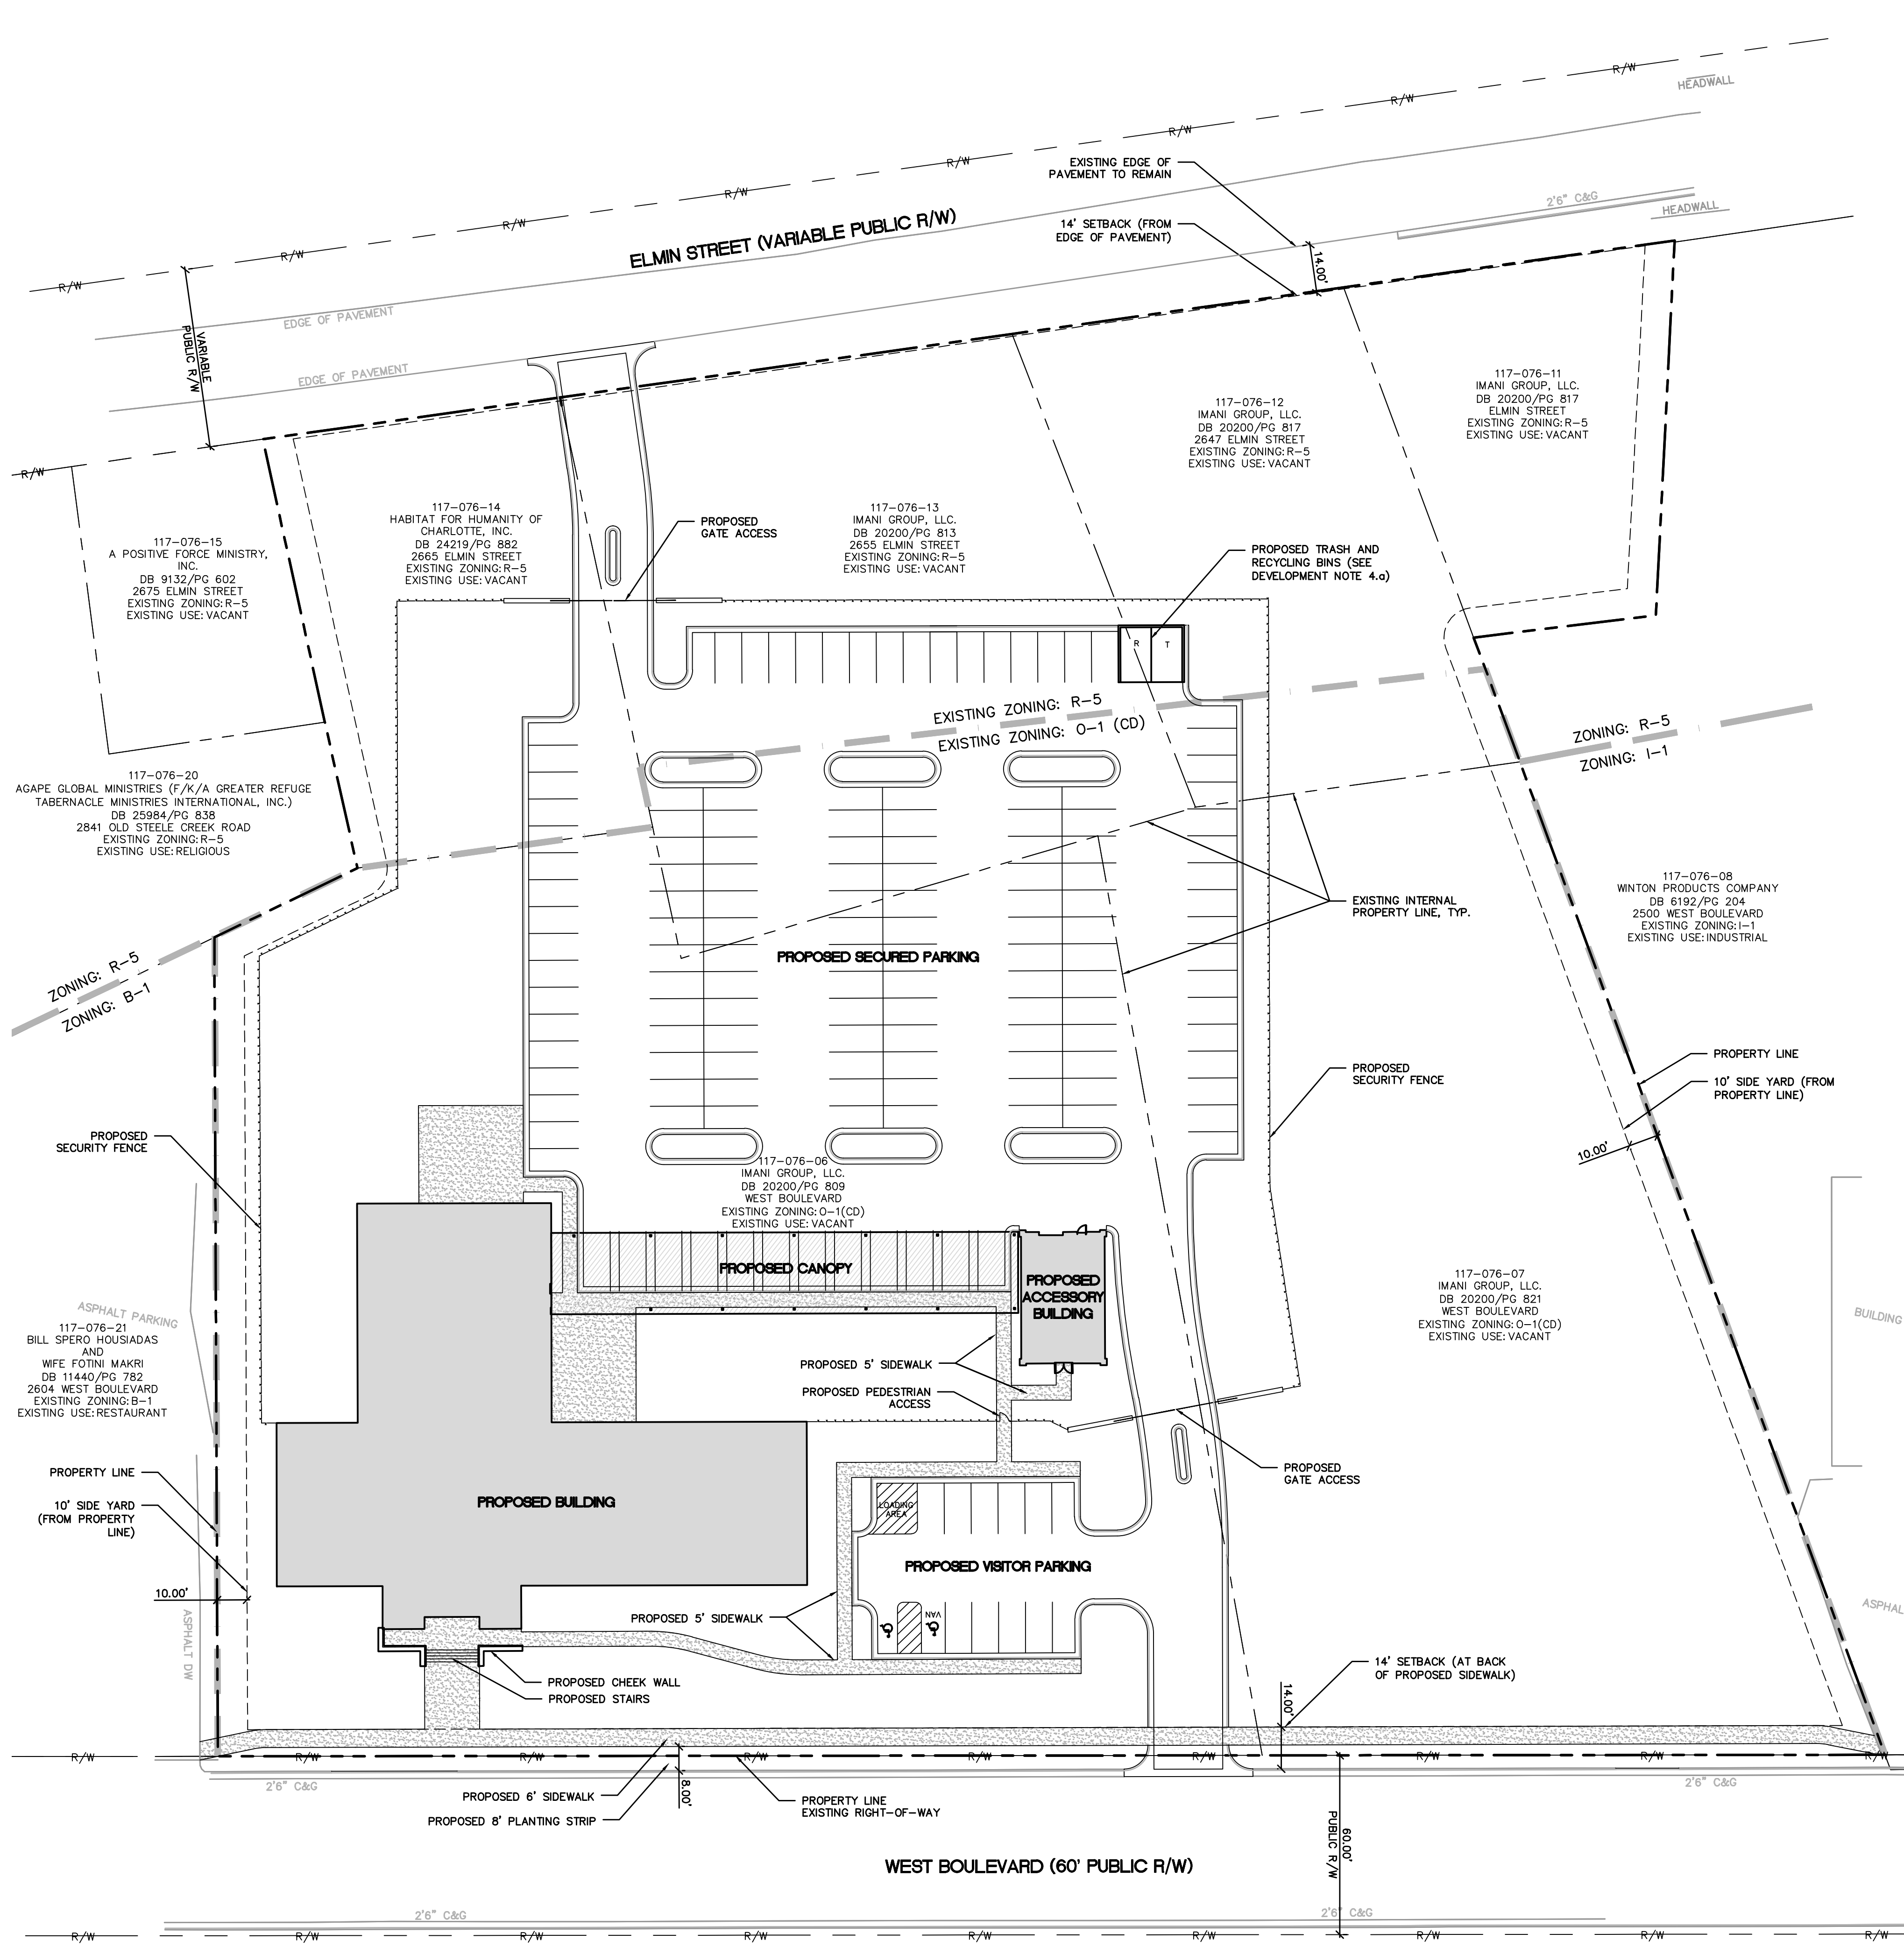 HEADWALL
R/W
R/W
R/W
R/W
R/W
R/W
R/W
R/W
EXISTING EDGE OF
PAVEMENT TO REMAIN
2'6" C&G
HEADWALL
14' SETBACK (FROM
EDGE OF PAVEMENT)
ELMIN STREET (VARIABLE PUBLIC R/W)
14.00'
EDGE OF PAVEMENT
VARIABLE
PUBLIC R/W
EDGE OF PAVEMENT
R/W
117-076-11
IMANI GROUP, LLC.
DB 20200/PG 817
ELMIN STREET
EXISTING ZONING: R-5
EXISTING USE: VACANT
117-076-12
IMANI GROUP, LLC.
DB 20200/PG 817
2647 ELMIN STREET
EXISTING ZONING: R-5
EXISTING USE: VACANT
117-076-13
IMANI GROUP, LLC.
DB 20200/PG 813
2655 ELMIN STREET
EXISTING ZONING: R-5
EXISTING USE: VACANT
117-076-14
HABITAT FOR HUMANITY OF
CHARLOTTE, INC.
DB 24219/PG 882
2665 ELMIN STREET
EXISTING ZONING: R-5
EXISTING USE: VACANT
117-076-15
A POSITIVE FORCE MINISTRY,
INC.
DB 9132/PG 602
2675 ELMIN STREET
EXISTING ZONING: R-5
EXISTING USE: VACANT
PROPOSED
GATE ACCESS
PROPOSED TRASH AND
RECYCLING BINS (SEE
DEVELOPMENT NOTE 4.a)
R
T
EXISTING ZONING: R-5
EXISTING ZONING: O-1 (CD)
ZONING: R-5
ZONING: I-1
117-076-20
AGAPE GLOBAL MINISTRIES (F/K/A GREATER REFUGE
TABERNACLE MINISTRIES INTERNATIONAL, INC.)
DB 25984/PG 838
2841 OLD STEELE CREEK ROAD
EXISTING ZONING: R-5
EXISTING USE: RELIGIOUS
117-076-08
WINTON PRODUCTS COMPANY
DB 6192/PG 204
2500 WEST BOULEVARD
EXISTING ZONING: I-1
EXISTING USE: INDUSTRIAL
EXISTING INTERNAL
PROPERTY LINE, TYP.
PROPOSED SECURED PARKING
ZONING: R-5
ZONING: B-1
PROPERTY LINE
10' SIDE YARD (FROM
PROPERTY LINE)
10.00'
PROPOSED
SECURITY FENCE
PROPOSED
SECURITY FENCE
117-076-06
IMANI GROUP, LLC.
DB 20200/PG 809
WEST BOULEVARD
EXISTING ZONING: O-1(CD)
EXISTING USE: VACANT
PROPOSED CANOPY
PROPOSED
ACCESSORY
BUILDING
117-076-07
IMANI GROUP, LLC.
DB 20200/PG 821
WEST BOULEVARD
EXISTING ZONING: O-1(CD)
EXISTING USE: VACANT
BUILDING
ASPHALT PARKING
117-076-21
BILL SPERO HOUSIADAS
AND
WIFE FOTINI MAKRI
DB 11440/PG 782
2604 WEST BOULEVARD
EXISTING ZONING: B-1
EXISTING USE: RESTAURANT
PROPOSED 5' SIDEWALK
PROPOSED PEDESTRIAN
ACCESS
PROPOSED
GATE ACCESS
PROPERTY LINE
10' SIDE YARD
(FROM PROPERTY
LINE)
10.00'
PROPOSED BUILDING
LOADING
AREA
PROPOSED VISITOR PARKING
VAN
PROPOSED 5' SIDEWALK
ASPHALT DW
ASPHAL
PROPOSED CHEEK WALL
PROPOSED STAIRS
14' SETBACK (AT BACK
OF PROPOSED SIDEWALK)
14.00'
R/W
R/W
R/W
R/W
R/W
R/W
R/W
R/W
R/W
2'6" C&G
2'6" C&G
8.00'
PROPOSED 6' SIDEWALK
PROPOSED 8' PLANTING STRIP
PROPERTY LINE
EXISTING RIGHT-OF-WAY
60.00'
PUBLIC R/W
WEST BOULEVARD (60' PUBLIC R/W)
2'6" C&G
2'6" C&G
R/W
R/W
R/W
R/W
R/W
R/W
R/W
R/W
R/W